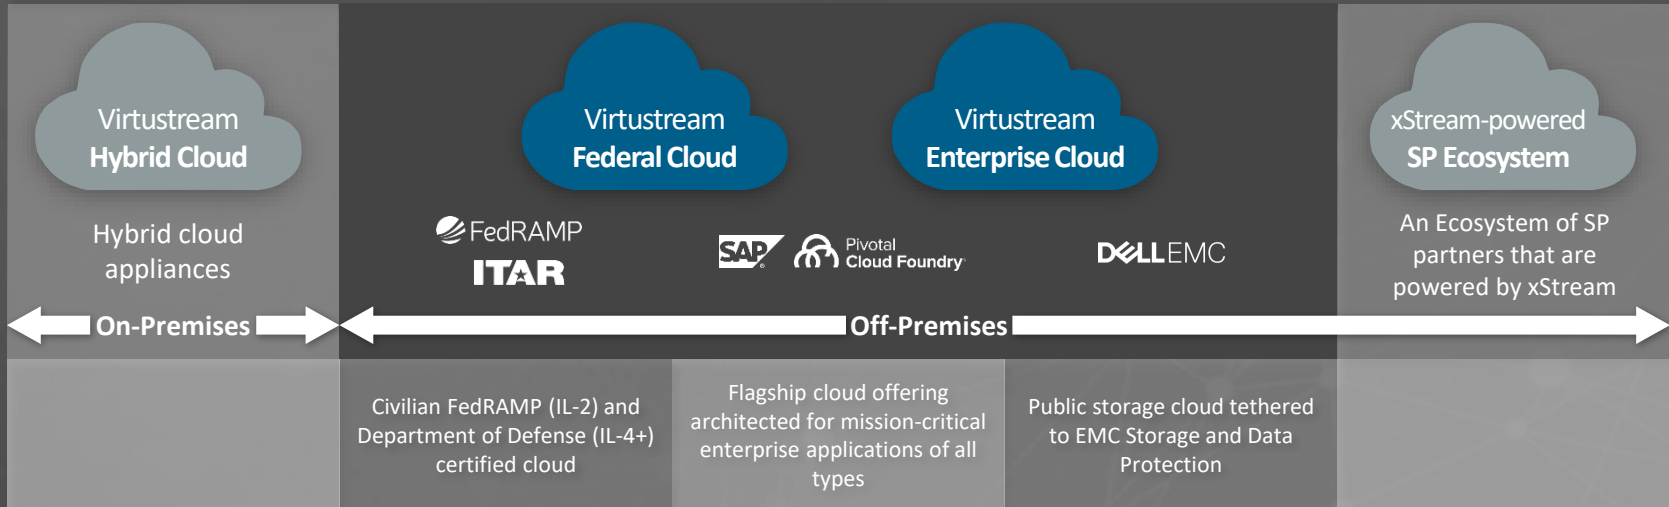 Virtustream
Hybrid Cloud
Hybrid cloud
appliances
Virtustream
Federal Cloud
Virtustream
Enterprise Cloud
xStream-powered
SP Ecosystem
An Ecosystem of SP
partners that are
powered by xStream
FedRAMP
ITAR
SAP
Pivotal
Cloud Foundry
DELLEMC
On-Premises
Off-Premises
Civilian FedRAMP (IL-2) and
Department of Defense (IL-4+)
certified cloud
Flagship cloud offering
architected for mission-critical
enterprise applications of all
types
Public storage cloud tethered
to EMC Storage and Data
Protection